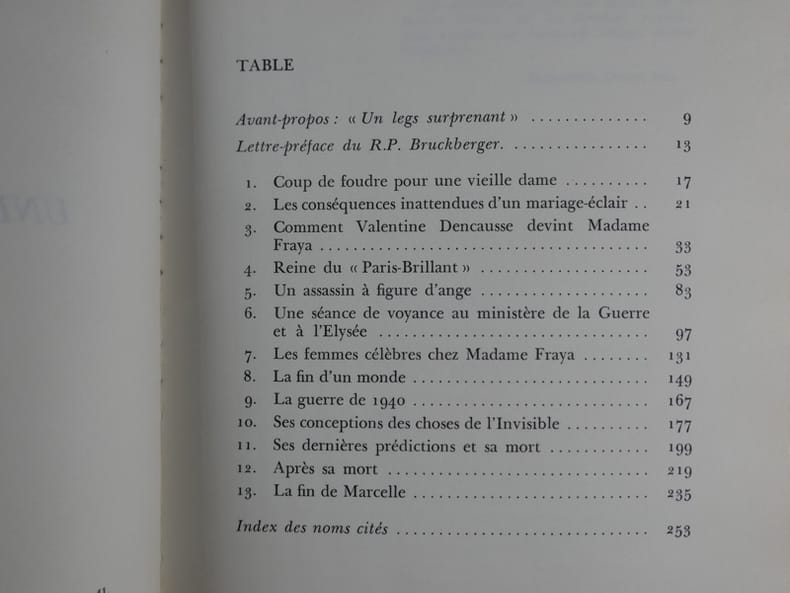 TABLE
Avant-propos : « Un legs surprenant » . . . . . . . . . . . . . . 9
Lettre-préface du R.P. Bruckberger. . . . . . . . . . . . . . . . . 13
1. Coup de foudre pour une vieille dame . . . . . . . . . . 17
2. Les conséquences inattendues d'un mariage-éclair . . 21
3. Comment Valentine Dencausse devint Madame
Fraya . . . . . . . . . . . . . . . . . . . . . . . . . . . . . . . . . . . . . . . 33
4. Reine du « Paris-Brillant » . . . . . . . . . . . . . . . . . . . . 53
5. Un assassin à figure d'ange . . . . . . . . . . . . . . . . . . . . 83
6. Une séance de voyance au ministère de la Guerre
et à l'Elysée . . . . . . . . . . . . . . . . . . . . . . . . . . . . . . . . 97
7. Les femmes célèbres chez Madame Fraya . . . . . . . . 131
8. La fin d'un monde . . . . . . . . . . . . . . . . . . . . . . . . . . . . 149
9. La guerre de 1940 . . . . . . . . . . . . . . . . . . . . . . . . . . . . 167
10. Ses conceptions des choses de l'Invisible . . . . . . . . . . 177
11. Ses dernières prédictions et sa mort . . . . . . . . . . . . 199
12. Après sa mort . . . . . . . . . . . . . . . . . . . . . . . . . . . . . . . 219
13. La fin de Marcelle . . . . . . . . . . . . . . . . . . . . . . . . . . . . 235
Index des noms cités . . . . . . . . . . . . . . . . . . . . . . . . . . . . . . 253